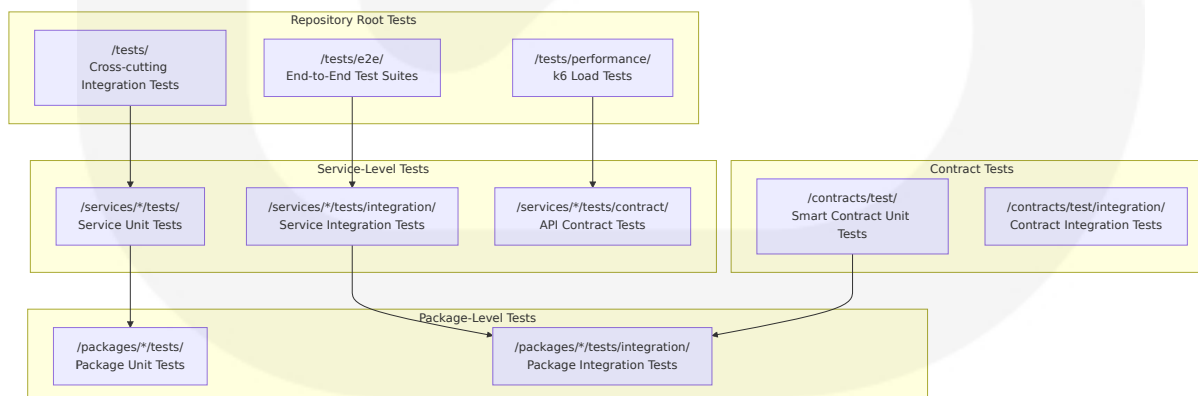 Repository Root Tests
/tests/
Cross-cutting
Integration Tests
/tests/e2e/
End-to-End Test Suites
/tests/performance/
k6 Load Tests
Service-Level Tests
/services/*/tests/
Service Unit Tests
/services/*/tests/integration/
Service Integration Tests
/services/*/tests/contract/
API Contract Tests
Contract Tests
/contracts/test/
Smart Contract Unit
Tests
/contracts/test/integration/
Contract Integration Tests
Package-Level Tests
/packages/*/tests/
Package Unit Tests
/packages/*/tests/integration/
Package Integration Tests